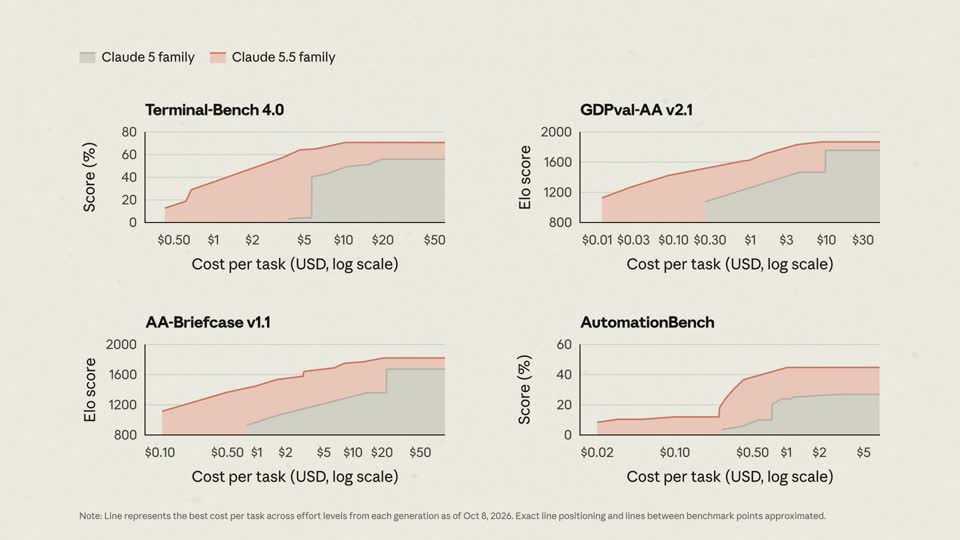 Claude 5 family
Claude 5.5 family
Terminal-Bench 4.0
Score (%)
80
60
40
20
0
$0.50 $1 $2 $5 $10 $20 $50
Cost per task (USD, log scale)
GDPval-AA v2.1
Elo score
2000
1600
1200
800
$0.01 $0.03 $0.10 $0.30 $1 $3 $10 $30
Cost per task (USD, log scale)
AA-Briefcase v1.1
Elo score
2000
1600
1200
800
$0.10 $0.50 $1 $2 $5 $10 $20 $50
Cost per task (USD, log scale)
AutomationBench
Score (%)
60
40
20
0
$0.02 $0.10 $0.50 $1 $2 $5
Cost per task (USD, log scale)
Note: Line represents the best cost per task across effort levels from each generation as of Oct 8, 2026. Exact line positioning and lines between benchmark points approximated.